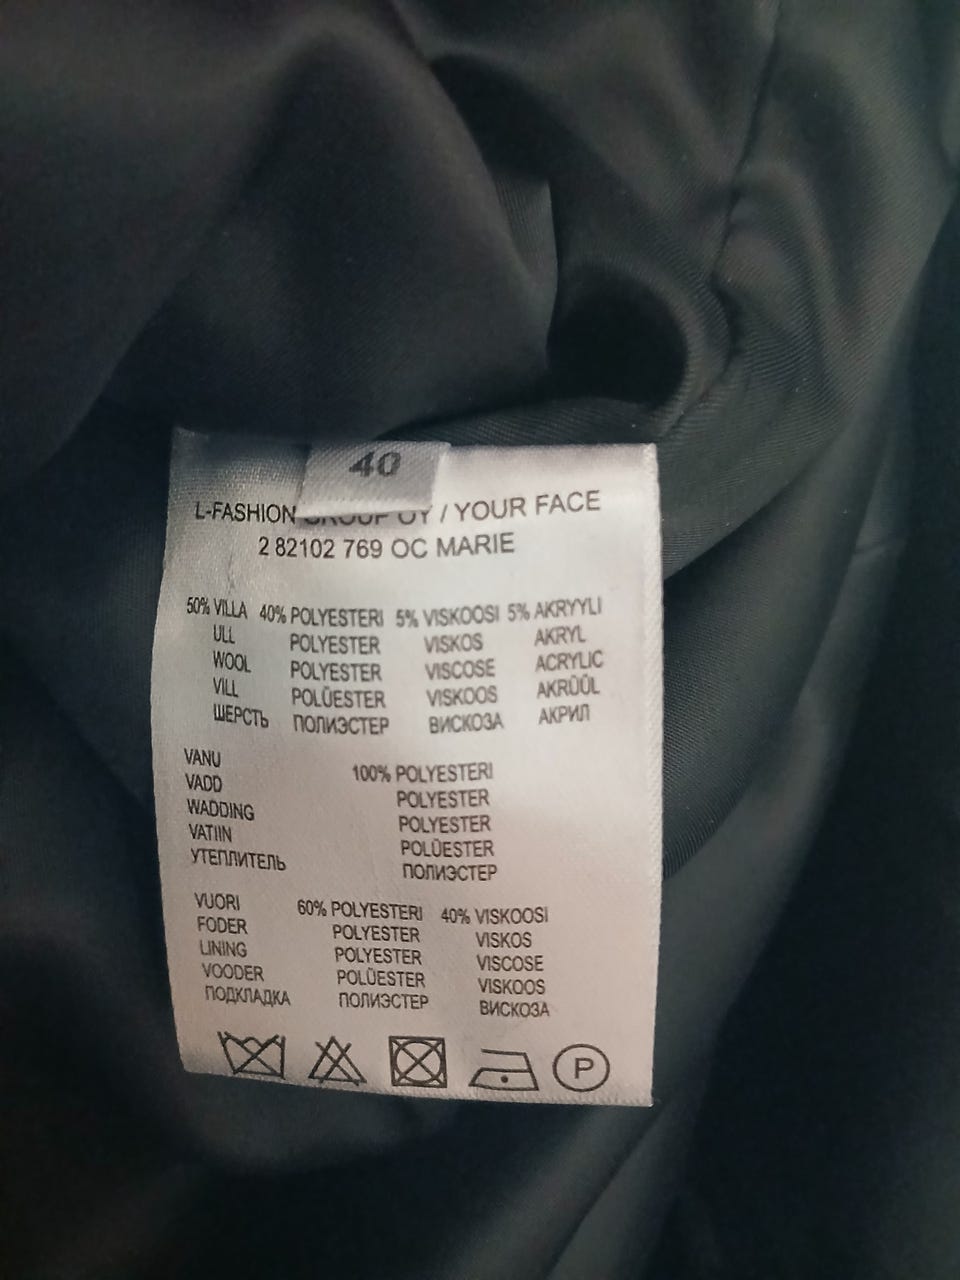 40
L-FASHION GROUP OY / YOUR FACE
2 82102 769 OC MARIE
50% VILLA 40% POLYESTERI 5% VISKOOSI 5% AKRYYLI
ULL POLYESTER VISKOS AKRYL
WOOL POLYESTER VISCOSE ACRYLIC
VILL POLÜESTER VISKOOS AKRÜÜL
ШЕРСТЬ ПОЛИЭСТЕР ВИСКОЗА АКРИЛ
VANU 100% POLYESTERI
VADD POLYESTER
WADDING POLYESTER
VATIIN POLÜESTER
УТЕПЛИТЕЛЬ ПОЛИЭСТЕР
VUORI 60% POLYESTERI 40% VISKOOSI
FODER POLYESTER VISKOS
LINING POLYESTER VISCOSE
VOODER POLÜESTER VISKOOS
ПОДКЛАДКА ПОЛИЭСТЕР ВИСКОЗА
P